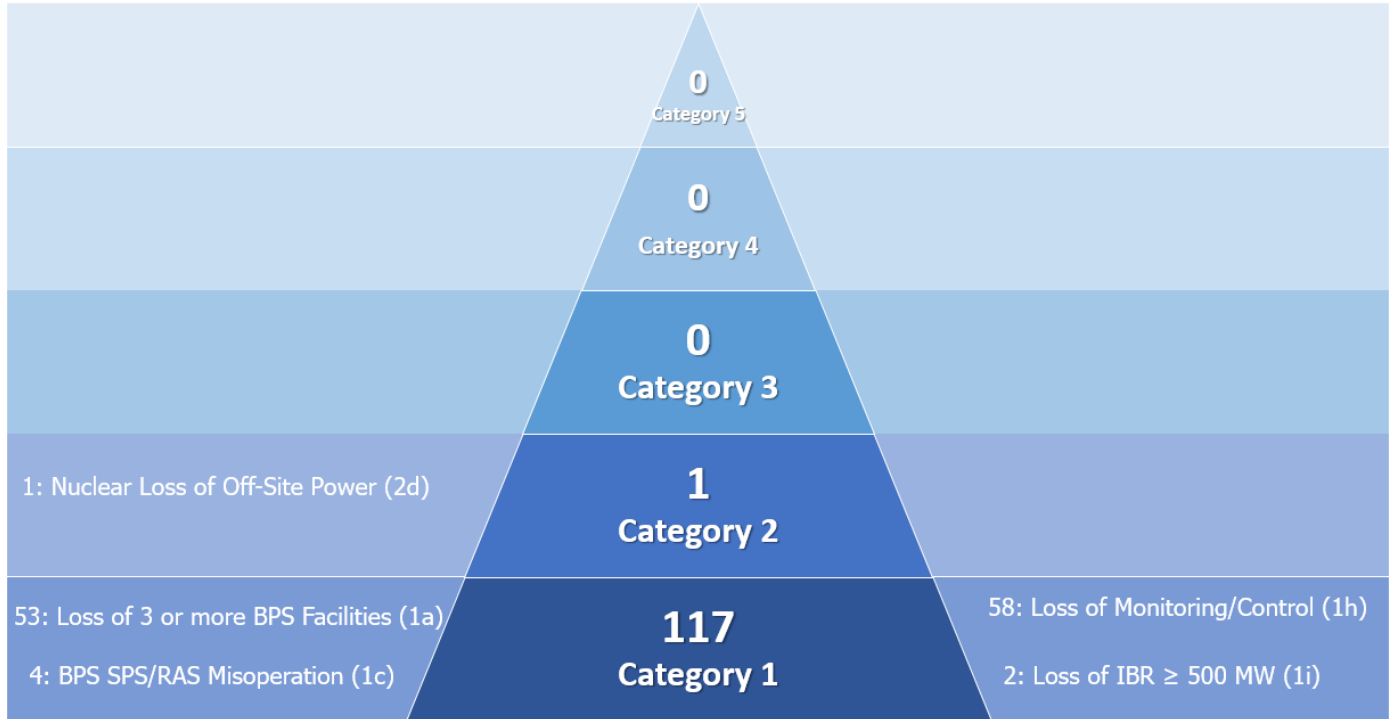 0
Category 5
0
Category 4
0
Category 3
1: Nuclear Loss of Off-Site Power (2d)
1
Category 2
53: Loss of 3 or more BPS Facilities (1a)
4: BPS SPS/RAS Misoperation (1c)
117
Category 1
58: Loss of Monitoring/Control (1h)
2: Loss of IBR ≥ 500 MW (1i)